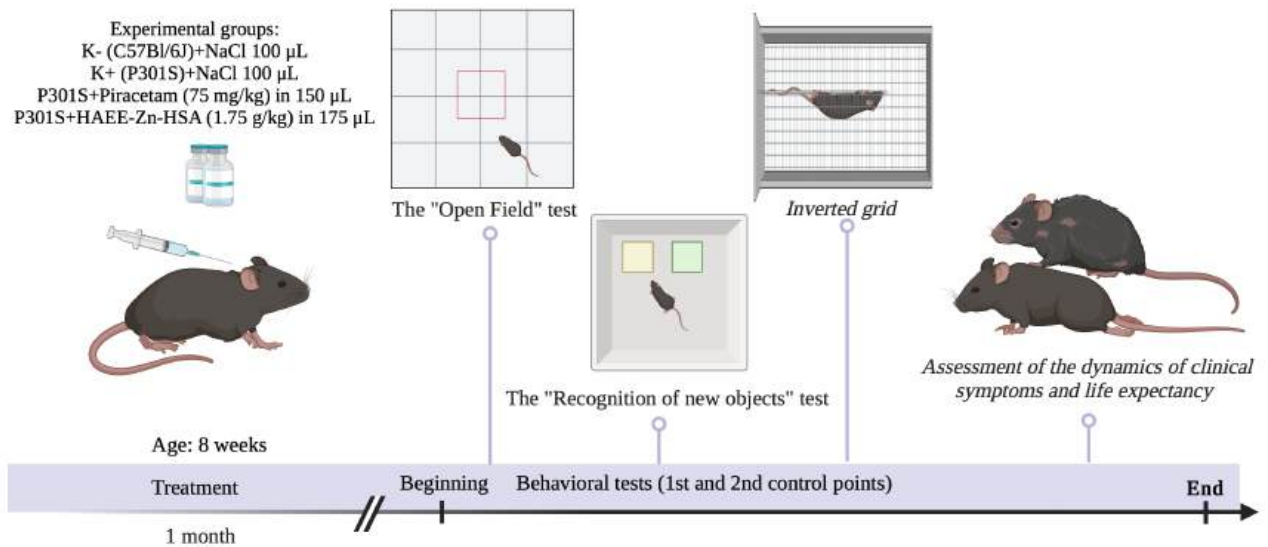 Experimental groups:
K- (C57Bl/6J)+NaCl 100 μL
K+ (P301S)+NaCl 100 μL
P301S+Piracetam (75 mg/kg) in 150 μL
P301S+HAEE-Zn-HSA (1.75 g/kg) in 175 μL
The "Open Field" test
Inverted grid
The "Recognition of new objects" test
Assessment of the dynamics of clinical
symptoms and life expectancy
Age: 8 weeks
Treatment
Beginning
Behavioral tests (1st and 2nd control points)
End
1 month